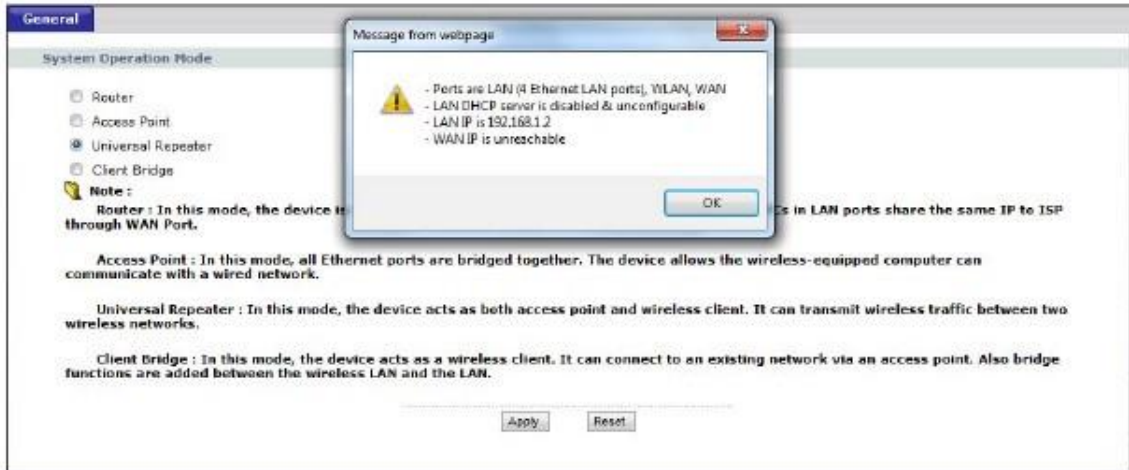 General
System Operation Mode
Message from webpage
- Ports are LAN (4 Ethernet LAN ports), WLAN, WAN
- LAN DHCP server is disabled & unconfigurable
- LAN IP is 192.168.1.2
- WAN IP is unreachable
OK
Router
Access Point
Universal Repeater
Client Bridge
Note :
Router : In this mode, the device is
s in LAN ports share the same IP to ISP
through WAN Port.
Access Point : In this mode, all Ethernet ports are bridged together. The device allows the wireless-equipped computer can
communicate with a wired network.
Universal Repeater : In this mode, the device acts as both access point and wireless client. It can transmit wireless traffic between two
wireless networks.
Client Bridge : In this mode, the device acts as a wireless client. It can connect to an existing network via an access point. Also bridge
functions are added between the wireless LAN and the LAN.
Apply
Reset